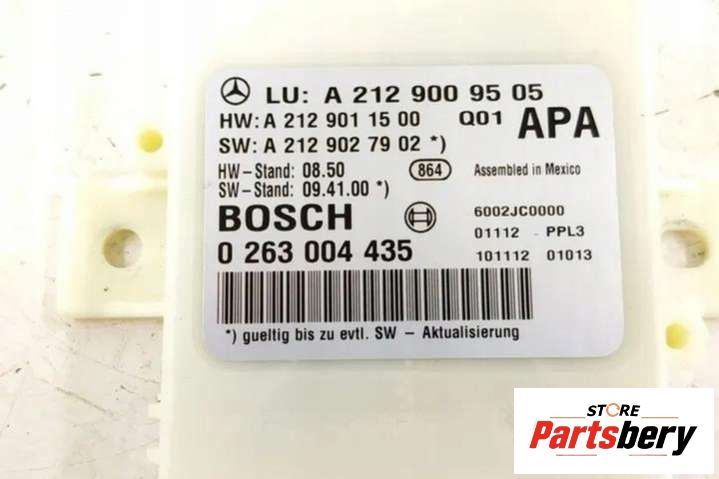 LU: A 212 900 95 05
HW: A 212 901 15 00 Q01 APA
SW: A 212 902 79 02 *)
HW-Stand: 08.50 864 Assembled in Mexico
SW-Stand: 09.41.00 *)
BOSCH 6002JC0000
0 263 004 435 01112 - PPL3
101112 01013
*) gueltig bis zu evtl. SW - Aktualisierung
STORE
Partsbery